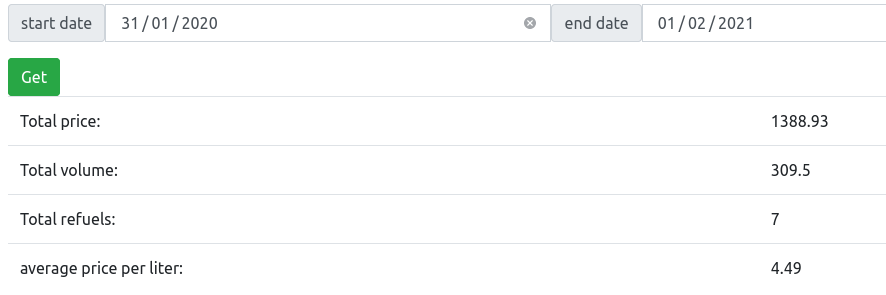 start date 31/01/2020 end date 01/02/2021
Get
Total price: 1388.93
Total volume: 309.5
Total refuels: 7
average price per liter: 4.49